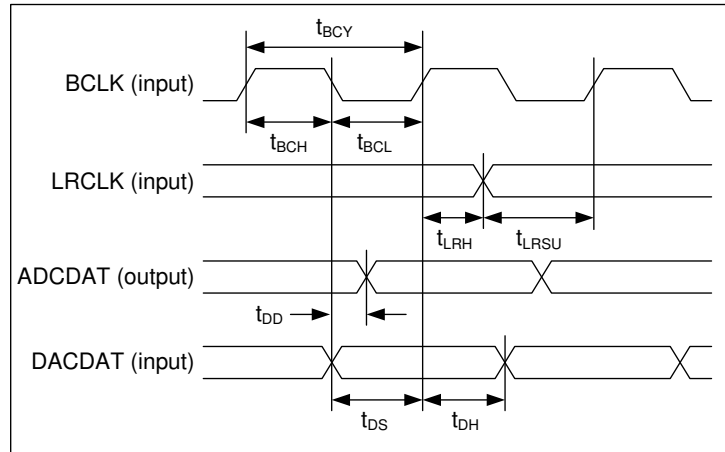 tBCY
BCLK (input)
tBCH
tBCL
LRCLK (input)
tLRH
tLRSU
ADCDAT (output)
tDD
DACDAT (input)
tDS
tDH